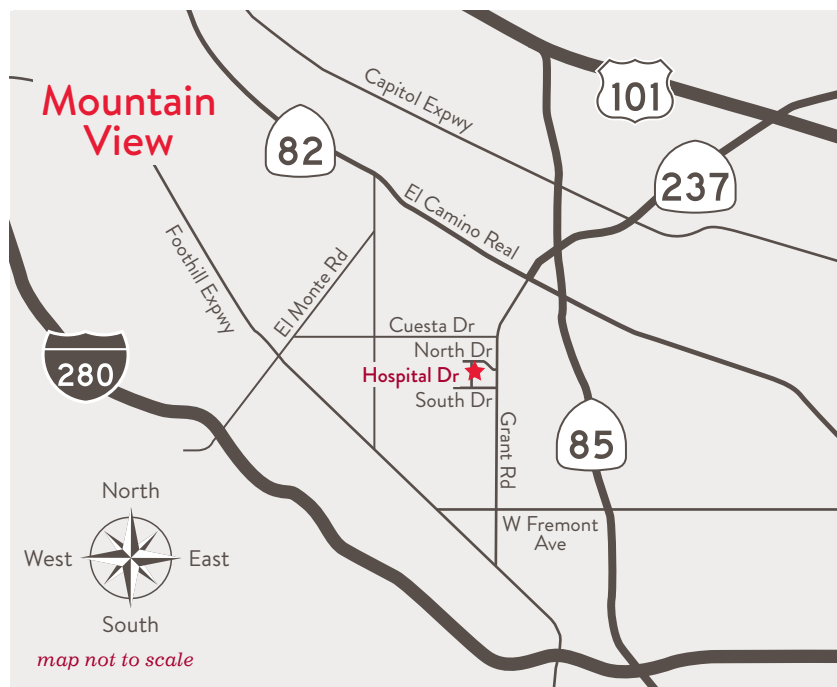 Mountain
View
82
Capitol Expwy
101
237
El Camino Real
Foothill Expwy
El Monte Rd
Cuesta Dr
North Dr
Hospital Dr
South Dr
280
Grant Rd
85
W Fremont
Ave
North
West
East
South
map not to scale